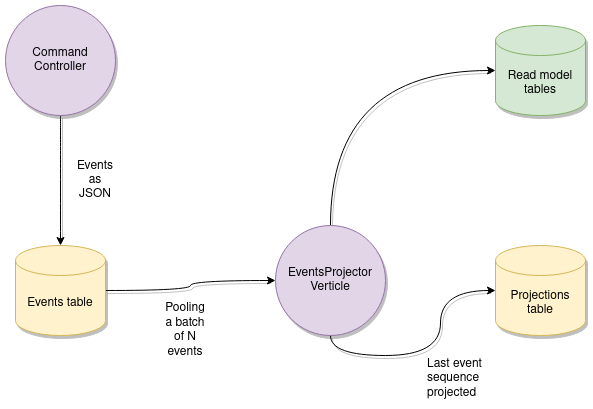 Command
Controller
Read model
tables
Events
as
JSON
Events table
EventsProjector
Verticle
Projections
table
Pooling
a batch
of N
events
Last event
sequence
projected